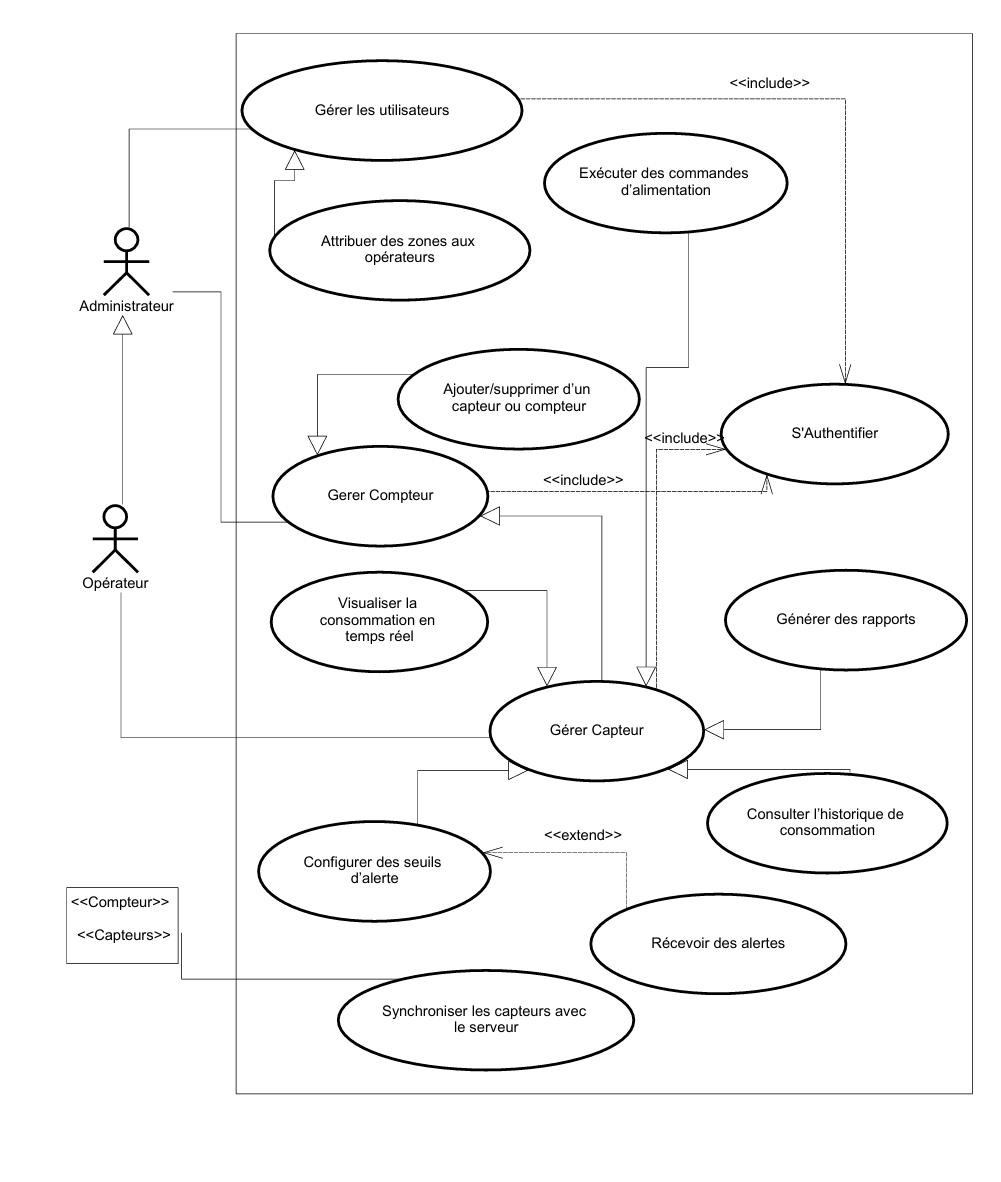 <<include>>
Gérer les utilisateurs
Exécuter des commandes
d’alimentation
Attribuer des zones aux
opérateurs
Administrateur
Ajouter/supprimer d’un
capteur ou compteur
S'Authentifier
<<include>>
<<include>>
Gerer Compteur
Opérateur
Visualiser la
consommation en
temps réel
Générer des rapports
Gérer Capteur
Consulter l’historique de
consommation
<<extend>>
Configurer des seuils
d’alerte
<<Compteur>>
<<Capteurs>>
Récevoir des alertes
Synchroniser les capteurs avec
le serveur